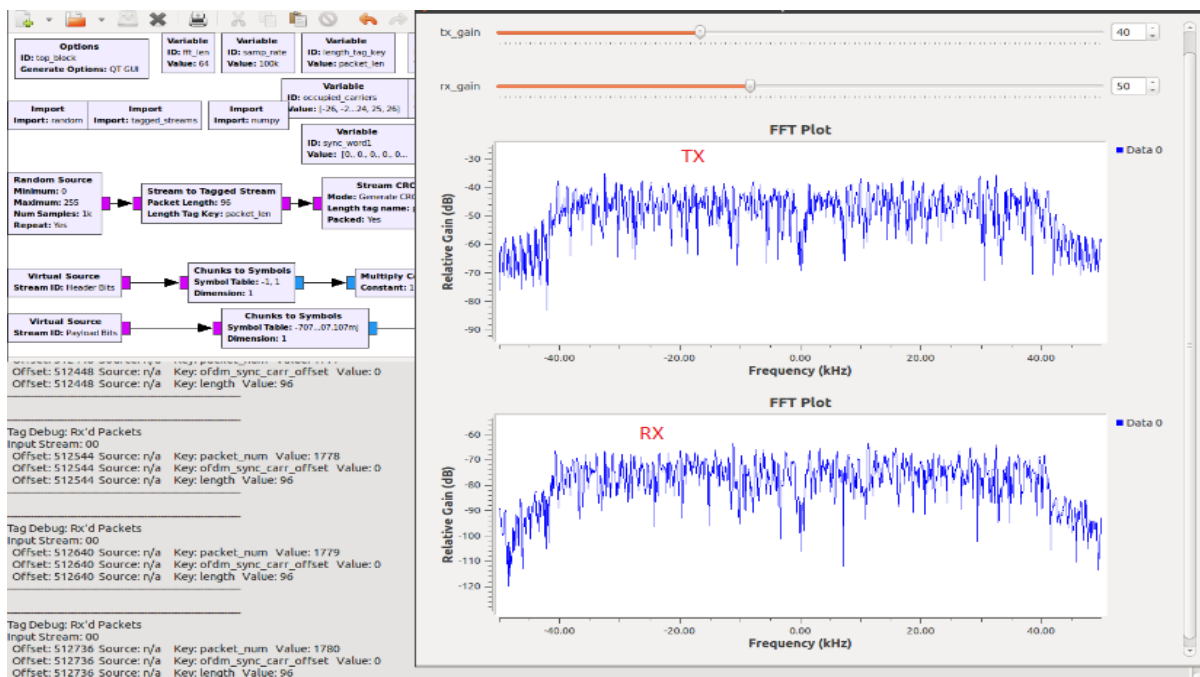 Options
ID: top_block
Generate Options: QT GUI
Variable
ID: fft_len
Value: 64
Variable
ID: samp_rate
Value: 100k
Variable
ID: length_tag_key
Value: packet_len
Variable
ID: occupied_carriers
Value: [-26, -2...24, 25, 26]
Import
Import: random
Import
Import: tagged_streams
Import
Import: numpy
Variable
ID: sync_word1
Value: [0., 0., 0., 0., 0...
Random Source
Minimum: 0
Maximum: 255
Num Samples: 1k
Repeat: Yes
Stream to Tagged Stream
Packet Length: 96
Length Tag Key: packet_len
Stream CRC
Mode: Generate CRC
Length tag name:
Packed: Yes
Virtual Source
Stream ID: Header Bits
Chunks to Symbols
Symbol Table: -1, 1
Dimension: 1
Multiply
Constant: 1
Virtual Source
Stream ID: Payload Bits
Chunks to Symbols
Symbol Table: -707...07.107mj
Dimension: 1
Offset: 512448 Source: n/a Key: ofdm_sync_carr_offset Value: 0
Offset: 512448 Source: n/a Key: length Value: 96
Tag Debug: Rx'd Packets
Input Stream: 00
Offset: 512544 Source: n/a Key: packet_num Value: 1778
Offset: 512544 Source: n/a Key: ofdm_sync_carr_offset Value: 0
Offset: 512544 Source: n/a Key: length Value: 96
Tag Debug: Rx'd Packets
Input Stream: 00
Offset: 512640 Source: n/a Key: packet_num Value: 1779
Offset: 512640 Source: n/a Key: ofdm_sync_carr_offset Value: 0
Offset: 512640 Source: n/a Key: length Value: 96
Tag Debug: Rx'd Packets
Input Stream: 00
Offset: 512736 Source: n/a Key: packet_num Value: 1780
Offset: 512736 Source: n/a Key: ofdm_sync_carr_offset Value: 0
Offset: 512736 Source: n/a Key: length Value: 96
tx_gain
40
rx_gain
50
FFT Plot
TX
Data 0
Relative Gain (dB)
-30
-40
-50
-60
-70
-80
-90
-40.00
-20.00
0.00
20.00
40.00
Frequency (kHz)
FFT Plot
RX
Data 0
Relative Gain (dB)
-60
-70
-80
-90
-100
-110
-120
-40.00
-20.00
0.00
20.00
40.00
Frequency (kHz)